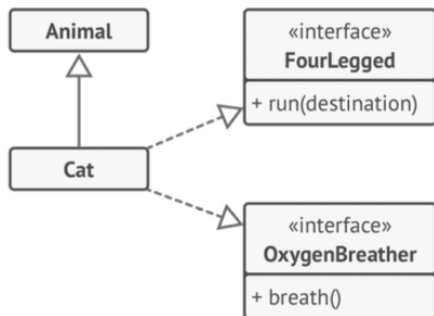 Animal
«interface»
FourLegged
+ run(destination)
Cat
«interface»
OxygenBreather
+ breath()